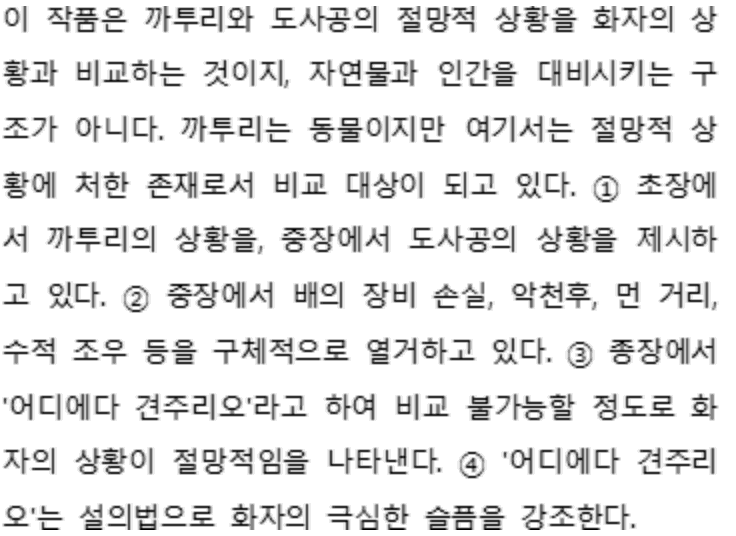 이 작품은 까투리와 도사공의 절망적 상황을 화자의 상
황과 비교하는 것이지, 자연물과 인간을 대비시키는 구
조가 아니다. 까투리는 동물이지만 여기서는 절망적 상
황에 처한 존재로서 비교 대상이 되고 있다. ① 초장에
서 까투리의 상황을, 중장에서 도사공의 상황을 제시하
고 있다. ② 중장에서 배의 장비 손실, 악천후, 먼 거리,
수적 조우 등을 구체적으로 열거하고 있다. ③ 종장에서
'어디에다 견주리오'라고 하여 비교 불가능할 정도로 화
자의 상황이 절망적임을 나타낸다. ④ '어디에다 견주리
오'는 설의법으로 화자의 극심한 슬픔을 강조한다.